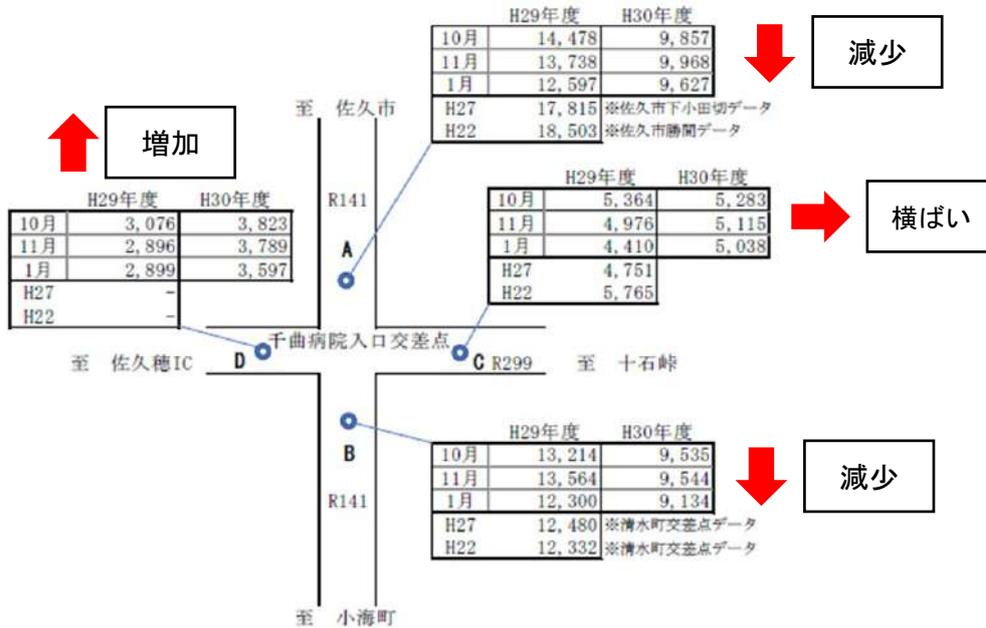 H29年度 H30年度
10月 14,478 9,857
11月 13,738 9,968
1月 12,597 9,627
H27 17,815 ※佐久市下小田切データ
H22 18,503 ※佐久市勝間データ
減少
至 佐久市
増加
H29年度 H30年度
10月 3,076 3,823
11月 2,896 3,789
1月 2,899 3,597
H27 -
H22 -
R141
A
H29年度 H30年度
10月 5,364 5,283
11月 4,976 5,115
1月 4,410 5,038
H27 4,751
H22 5,765
横ばい
千曲病院入口交差点
至 佐久穂IC
D
C R299
至 十石峠
B
R141
H29年度 H30年度
10月 13,214 9,535
11月 13,564 9,544
1月 12,300 9,134
H27 12,480 ※清水町交差点データ
H22 12,332 ※清水町交差点データ
減少
至 小海町